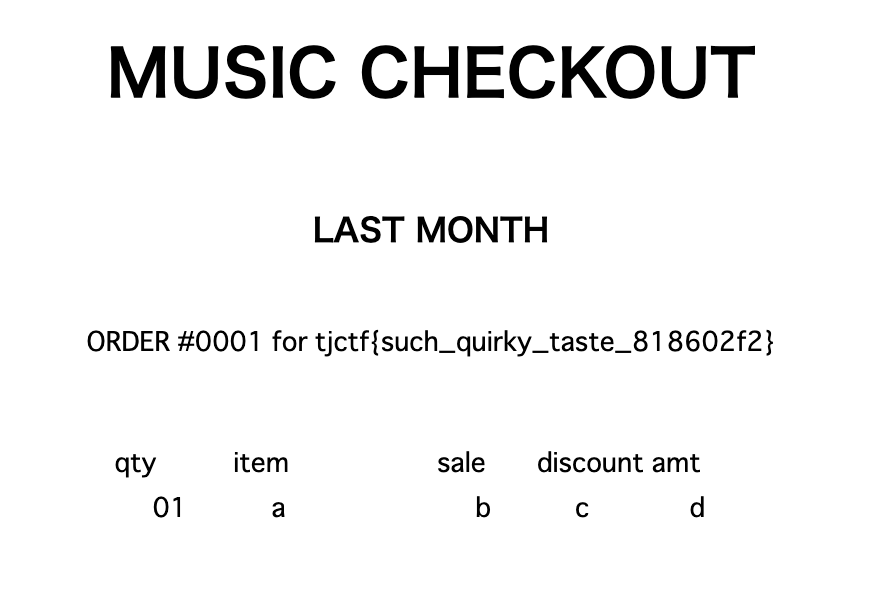 MUSIC CHECKOUT
LAST MONTH
ORDER #0001 for tjctf{such_quirky_taste_818602f2}
qty item sale discount amt
01 a b c d